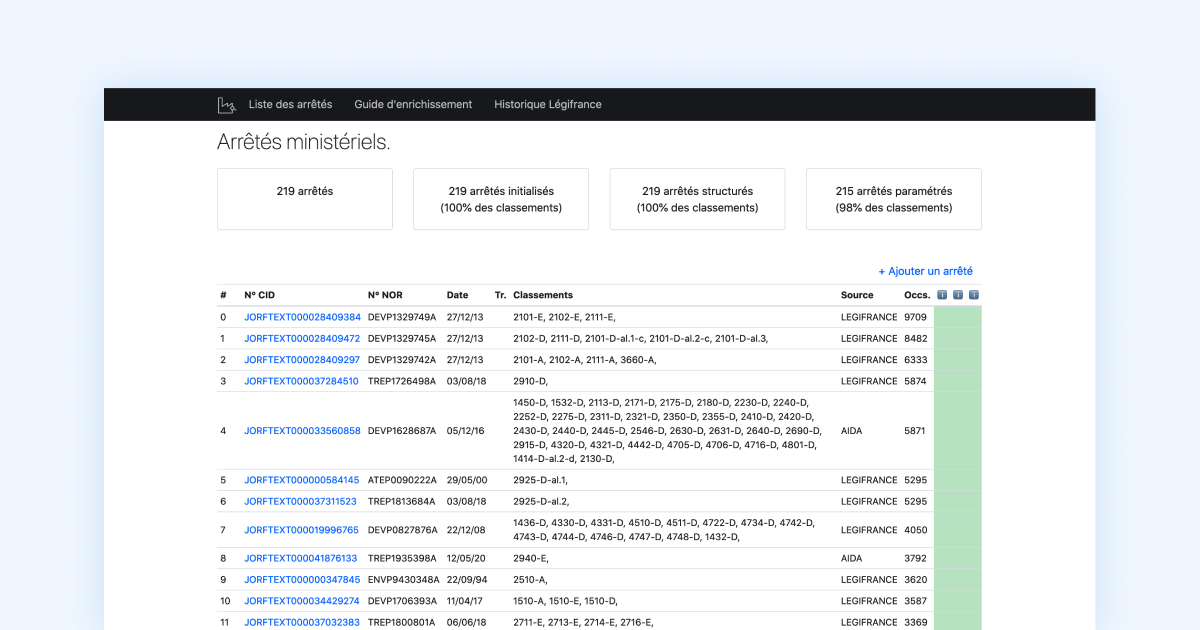 Liste des arrêtés Guide d'enrichissement Historique Légifrance
Arrêtés ministériels.
219 arrêtés
219 arrêtés initialisés
(100% des classements)
219 arrêtés structurés
(100% des classements)
215 arrêtés paramétrés
(98% des classements)
+ Ajouter un arrêté
# N° CID N° NOR Date Tr. Classements Source Occs. ℹ️ ℹ️ ℹ️
0 JORFTEXT000028409384 DEVP1329749A 27/12/13 2101-E, 2102-E, 2111-E, LEGIFRANCE 9709
1 JORFTEXT000028409472 DEVP1329745A 27/12/13 2102-D, 2111-D, 2101-D-al.1-c, 2101-D-al.2-c, 2101-D-al.3, LEGIFRANCE 8482
2 JORFTEXT000028409297 DEVP1329742A 27/12/13 2101-A, 2102-A, 2111-A, 3660-A, LEGIFRANCE 6333
3 JORFTEXT000037284510 TREP1726498A 03/08/18 2910-D, LEGIFRANCE 5874
1450-D, 1532-D, 2113-D, 2171-D, 2175-D, 2180-D, 2230-D, 2240-D,
2252-D, 2275-D, 2311-D, 2321-D, 2350-D, 2355-D, 2410-D, 2420-D,
4 JORFTEXT000033560858 DEVP1628687A 05/12/16 2430-D, 2440-D, 2445-D, 2546-D, 2630-D, 2631-D, 2640-D, 2690-D, AIDA 5871
2915-D, 4320-D, 4321-D, 4442-D, 4705-D, 4706-D, 4716-D, 4801-D,
1414-D-al.2-d, 2130-D,
5 JORFTEXT000000584145 ATEP0090222A 29/05/00 2925-D-al.1, LEGIFRANCE 5295
6 JORFTEXT000037311523 TREP1813684A 03/08/18 2925-D-al.2, LEGIFRANCE 5295
1436-D, 4330-D, 4331-D, 4510-D, 4511-D, 4722-D, 4734-D, 4742-D,
7 JORFTEXT000019996765 DEVP0827876A 22/12/08 4743-D, 4744-D, 4746-D, 4747-D, 4748-D, 1432-D, LEGIFRANCE 4050
8 JORFTEXT000041876133 TREP1935398A 12/05/20 2940-E, AIDA 3792
9 JORFTEXT000000347845 ENVP9430348A 22/09/94 2510-A, LEGIFRANCE 3620
10 JORFTEXT000034429274 DEVP1706393A 11/04/17 1510-A, 1510-E, 1510-D, LEGIFRANCE 3587
11 JORFTEXT000037032383 TREP1800801A 06/06/18 2711-E, 2713-E, 2714-E, 2716-E, LEGIFRANCE 3369